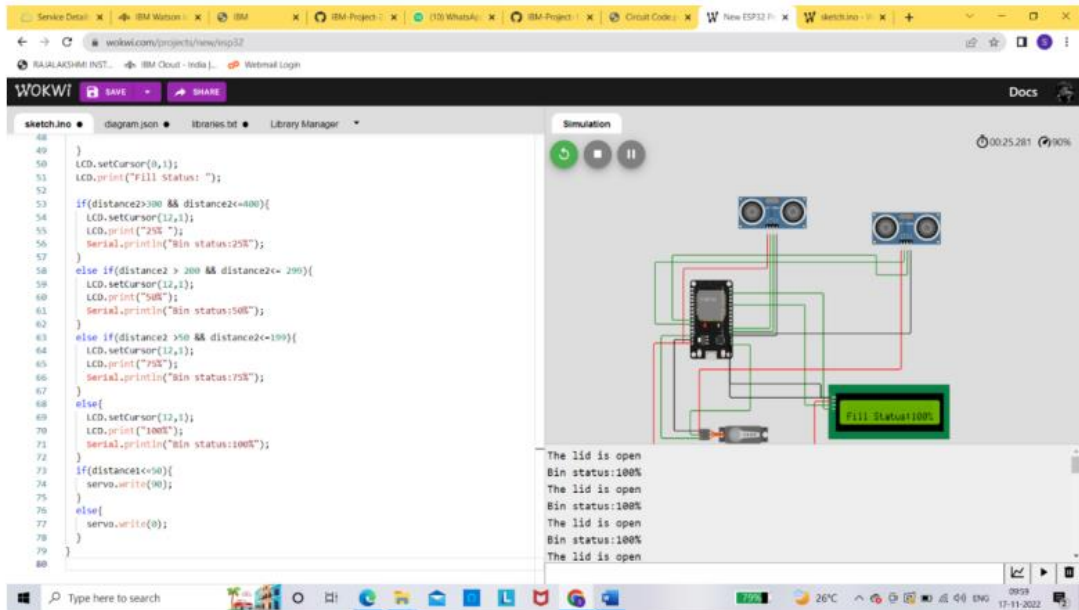 Service Detail
IBM Watson
IBM
IBM-Project-
(10) WhatsAp
IBM-Project-
Circuit Code.p
New ESP32 Pr
sketch.ino -
wokwi.com/projects/new/esp32
RAJALAKSHMI INST...
IBM Cloud - India |...
Webmail Login
WOKWI
SAVE
SHARE
Docs
sketch.ino
diagram.json
libraries.txt
Library Manager
Simulation
00:25.281
90%
48
49 }
50 LCD.setCursor(0,1);
51 LCD.print("Fill Status: ");
52
53 if(distance2>300 && distance2<=400){
54 LCD.setCursor(12,1);
55 LCD.print("25% ");
56 Serial.println("Bin status:25%");
57 }
58 else if(distance2 > 200 && distance2<= 299){
59 LCD.setCursor(12,1);
60 LCD.print("50%");
61 Serial.println("Bin status:50%");
62 }
63 else if(distance2 >50 && distance2<=199){
64 LCD.setCursor(12,1);
65 LCD.print("75%");
66 Serial.println("Bin status:75%");
67 }
68 else{
69 LCD.setCursor(12,1);
70 LCD.print("100%");
71 Serial.println("Bin status:100%");
72 }
73 if(distance1<=50){
74 servo.write(90);
75 }
76 else{
77 servo.write(0);
78 }
79 }
80
Fill Status:100%
The lid is open
Bin status:100%
The lid is open
Bin status:100%
The lid is open
Bin status:100%
The lid is open
Type here to search
79%
26°C
ENG
09:59
17-11-2022